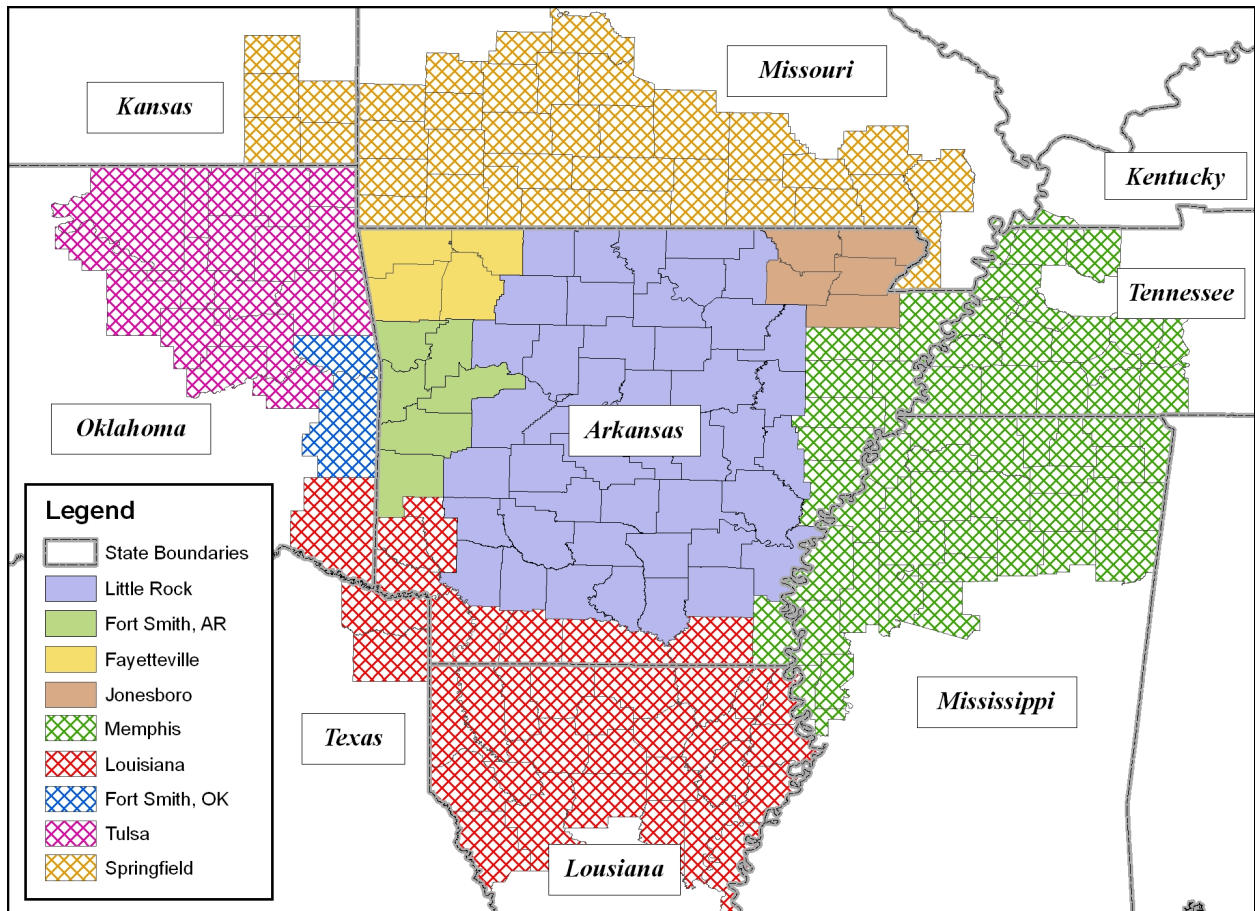 Missouri
Kansas
Kentucky
Tennessee
Oklahoma
Arkansas
Mississippi
Texas
Lousiana
Legend
State Boundaries
Little Rock
Fort Smith, AR
Fayetteville
Jonesboro
Memphis
Louisiana
Fort Smith, OK
Tulsa
Springfield